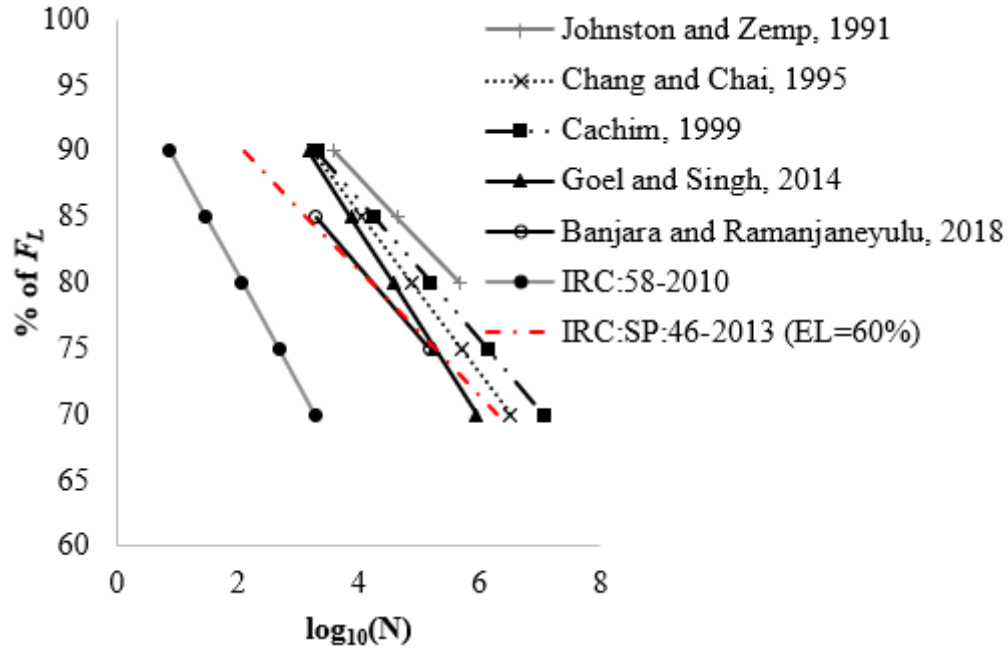 100
95
90
85
80
75
70
65
60
% of F_L
0 2 4 6 8
log₁₀(N)
Johnston and Zemp, 1991
Chang and Chai, 1995
Cachim, 1999
Goel and Singh, 2014
Banjara and Ramanjaneyulu, 2018
IRC:58-2010
IRC:SP:46-2013 (EL=60%)